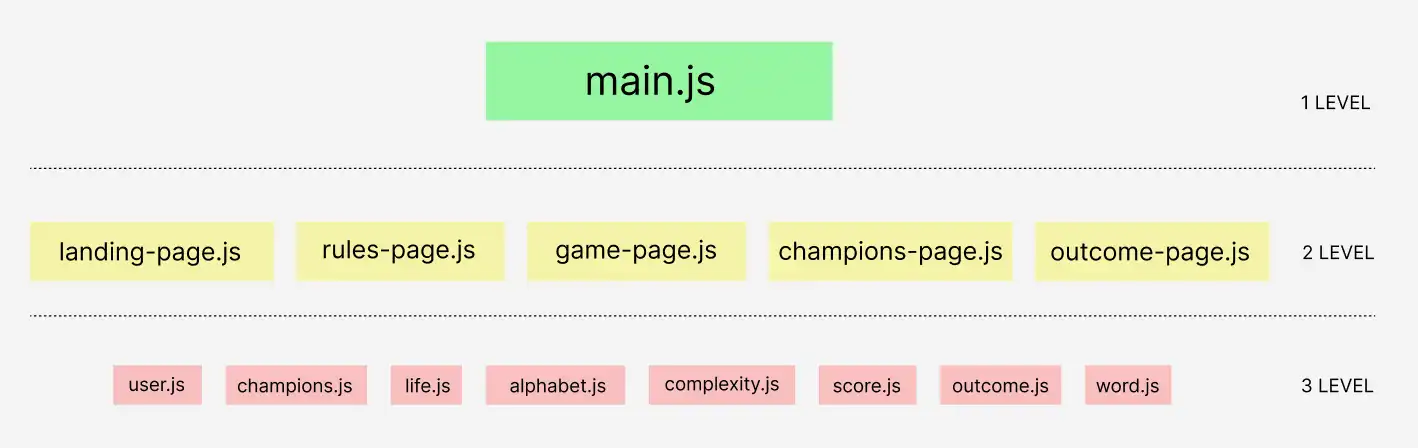 main.js
1 LEVEL
landing-page.js rules-page.js game-page.js champions-page.js outcome-page.js 2 LEVEL
user.js champions.js life.js alphabet.js complexity.js score.js outcome.js word.js 3 LEVEL